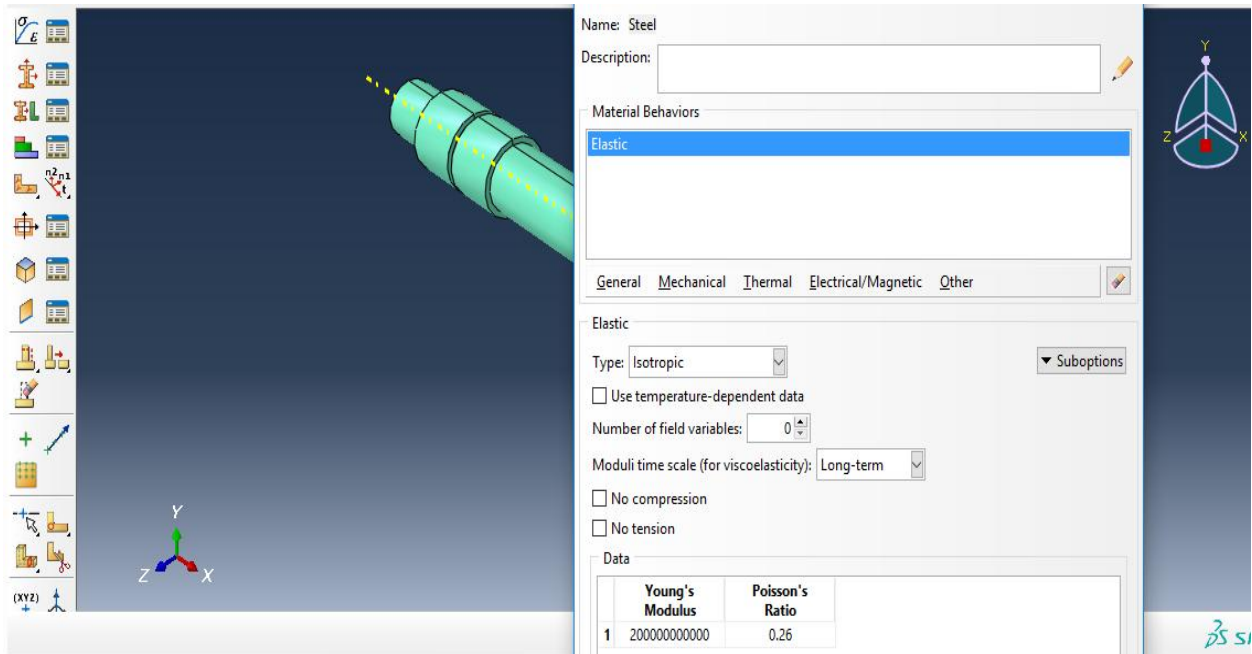 σ
ε
n2 n1
t
(XYZ)
Y
Z X
Name: Steel
Description:
Material Behaviors
Elastic
General Mechanical Thermal Electrical/Magnetic Other
Elastic
Type: Isotropic
Suboptions
Use temperature-dependent data
Number of field variables: 0
Moduli time scale (for viscoelasticity): Long-term
No compression
No tension
Data
Young's Modulus Poisson's Ratio
1 200000000000 0.26
Y
Z X